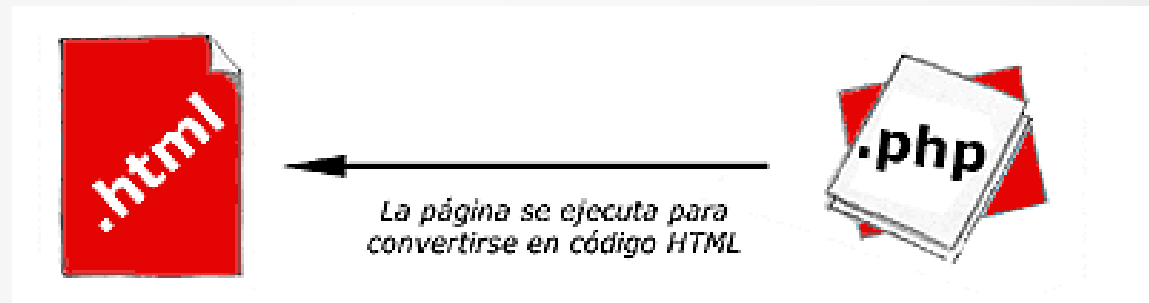 .html
.php
La página se ejecuta para
convertirse en código HTML